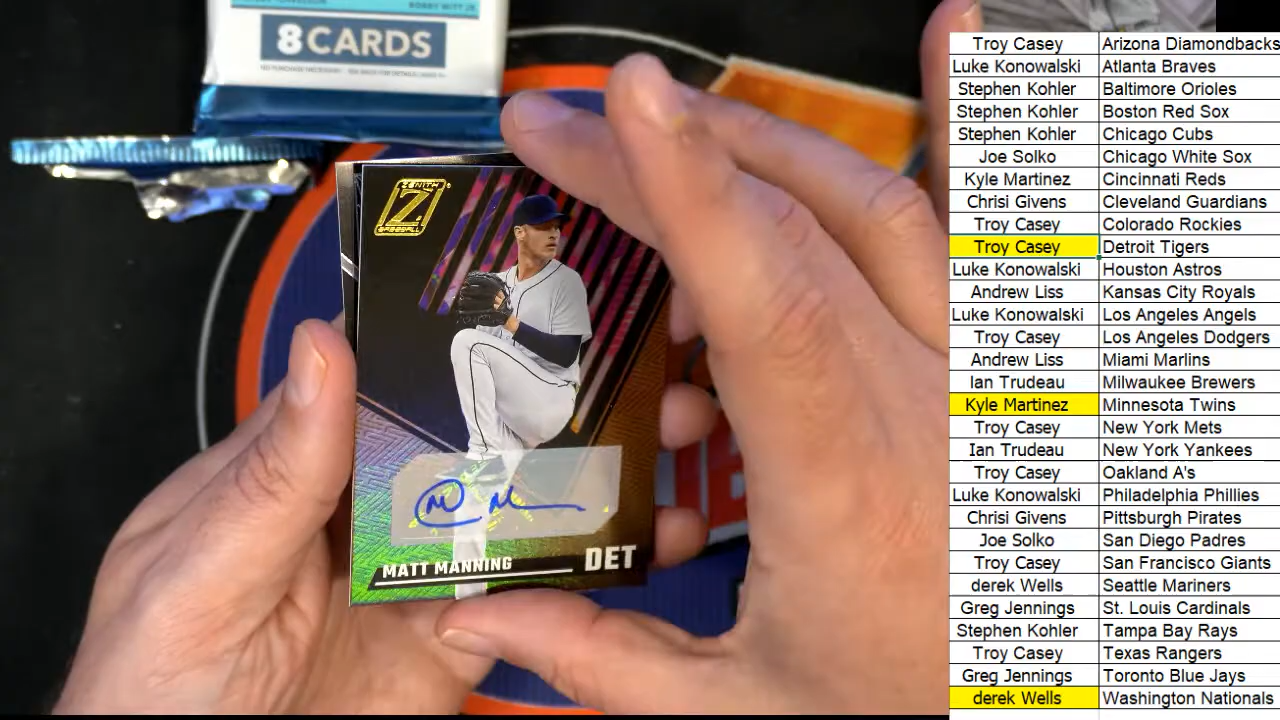 BOBBY WITT JR
8 CARDS
ZENITH
Z
BASEBALL
MATT MANNING
DET
Troy Casey Arizona Diamondbacks
Luke Konowalski Atlanta Braves
Stephen Kohler Baltimore Orioles
Stephen Kohler Boston Red Sox
Stephen Kohler Chicago Cubs
Joe Solko Chicago White Sox
Kyle Martinez Cincinnati Reds
Chrisi Givens Cleveland Guardians
Troy Casey Colorado Rockies
Troy Casey Detroit Tigers
Luke Konowalski Houston Astros
Andrew Liss Kansas City Royals
Luke Konowalski Los Angeles Angels
Troy Casey Los Angeles Dodgers
Andrew Liss Miami Marlins
Ian Trudeau Milwaukee Brewers
Kyle Martinez Minnesota Twins
Troy Casey New York Mets
Ian Trudeau New York Yankees
Troy Casey Oakland A's
Luke Konowalski Philadelphia Phillies
Chrisi Givens Pittsburgh Pirates
Joe Solko San Diego Padres
Troy Casey San Francisco Giants
derek Wells Seattle Mariners
Greg Jennings St. Louis Cardinals
Stephen Kohler Tampa Bay Rays
Troy Casey Texas Rangers
Greg Jennings Toronto Blue Jays
derek Wells Washington Nationals